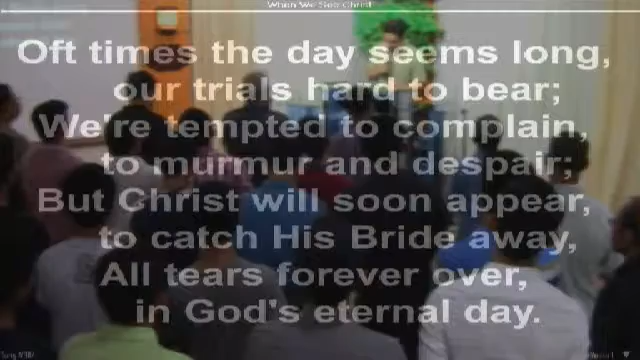 When We See Christ
Oft times the day seems long,
our trials hard to bear;
We're tempted to complain,
to murmur and despair;
But Christ will soon appear,
to catch His Bride away,
All tears forever over,
in God's eternal day.